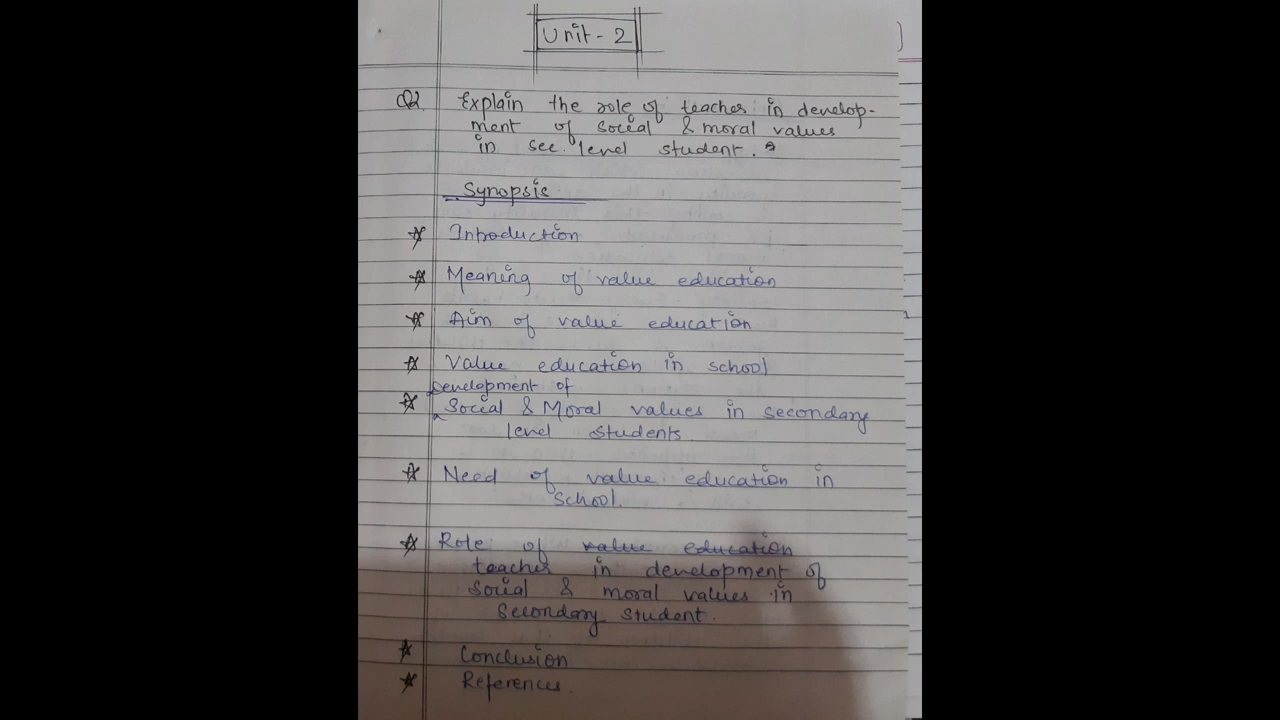 Unit - 2
Q2. Explain the role of teacher in develop-
ment of social & moral values
in sec. level student. ?
Synopsis
☆ Introduction
☆ Meaning of value education
☆ Aim of value education
☆ Value education in school
Development of
☆ Social & Moral values in secondary
level students.
☆ Need of value education in
school.
☆ Role of value education
teacher in development of
social & moral values in
secondary student.
☆ Conclusion
☆ References.